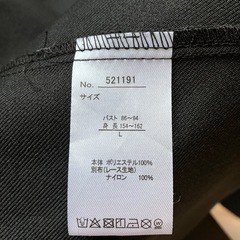 No. 521191
サイズ
バスト 86～94
身長 154～162
L
本体 ポリエステル100%
別布(レース生地)
ナイロン 100%